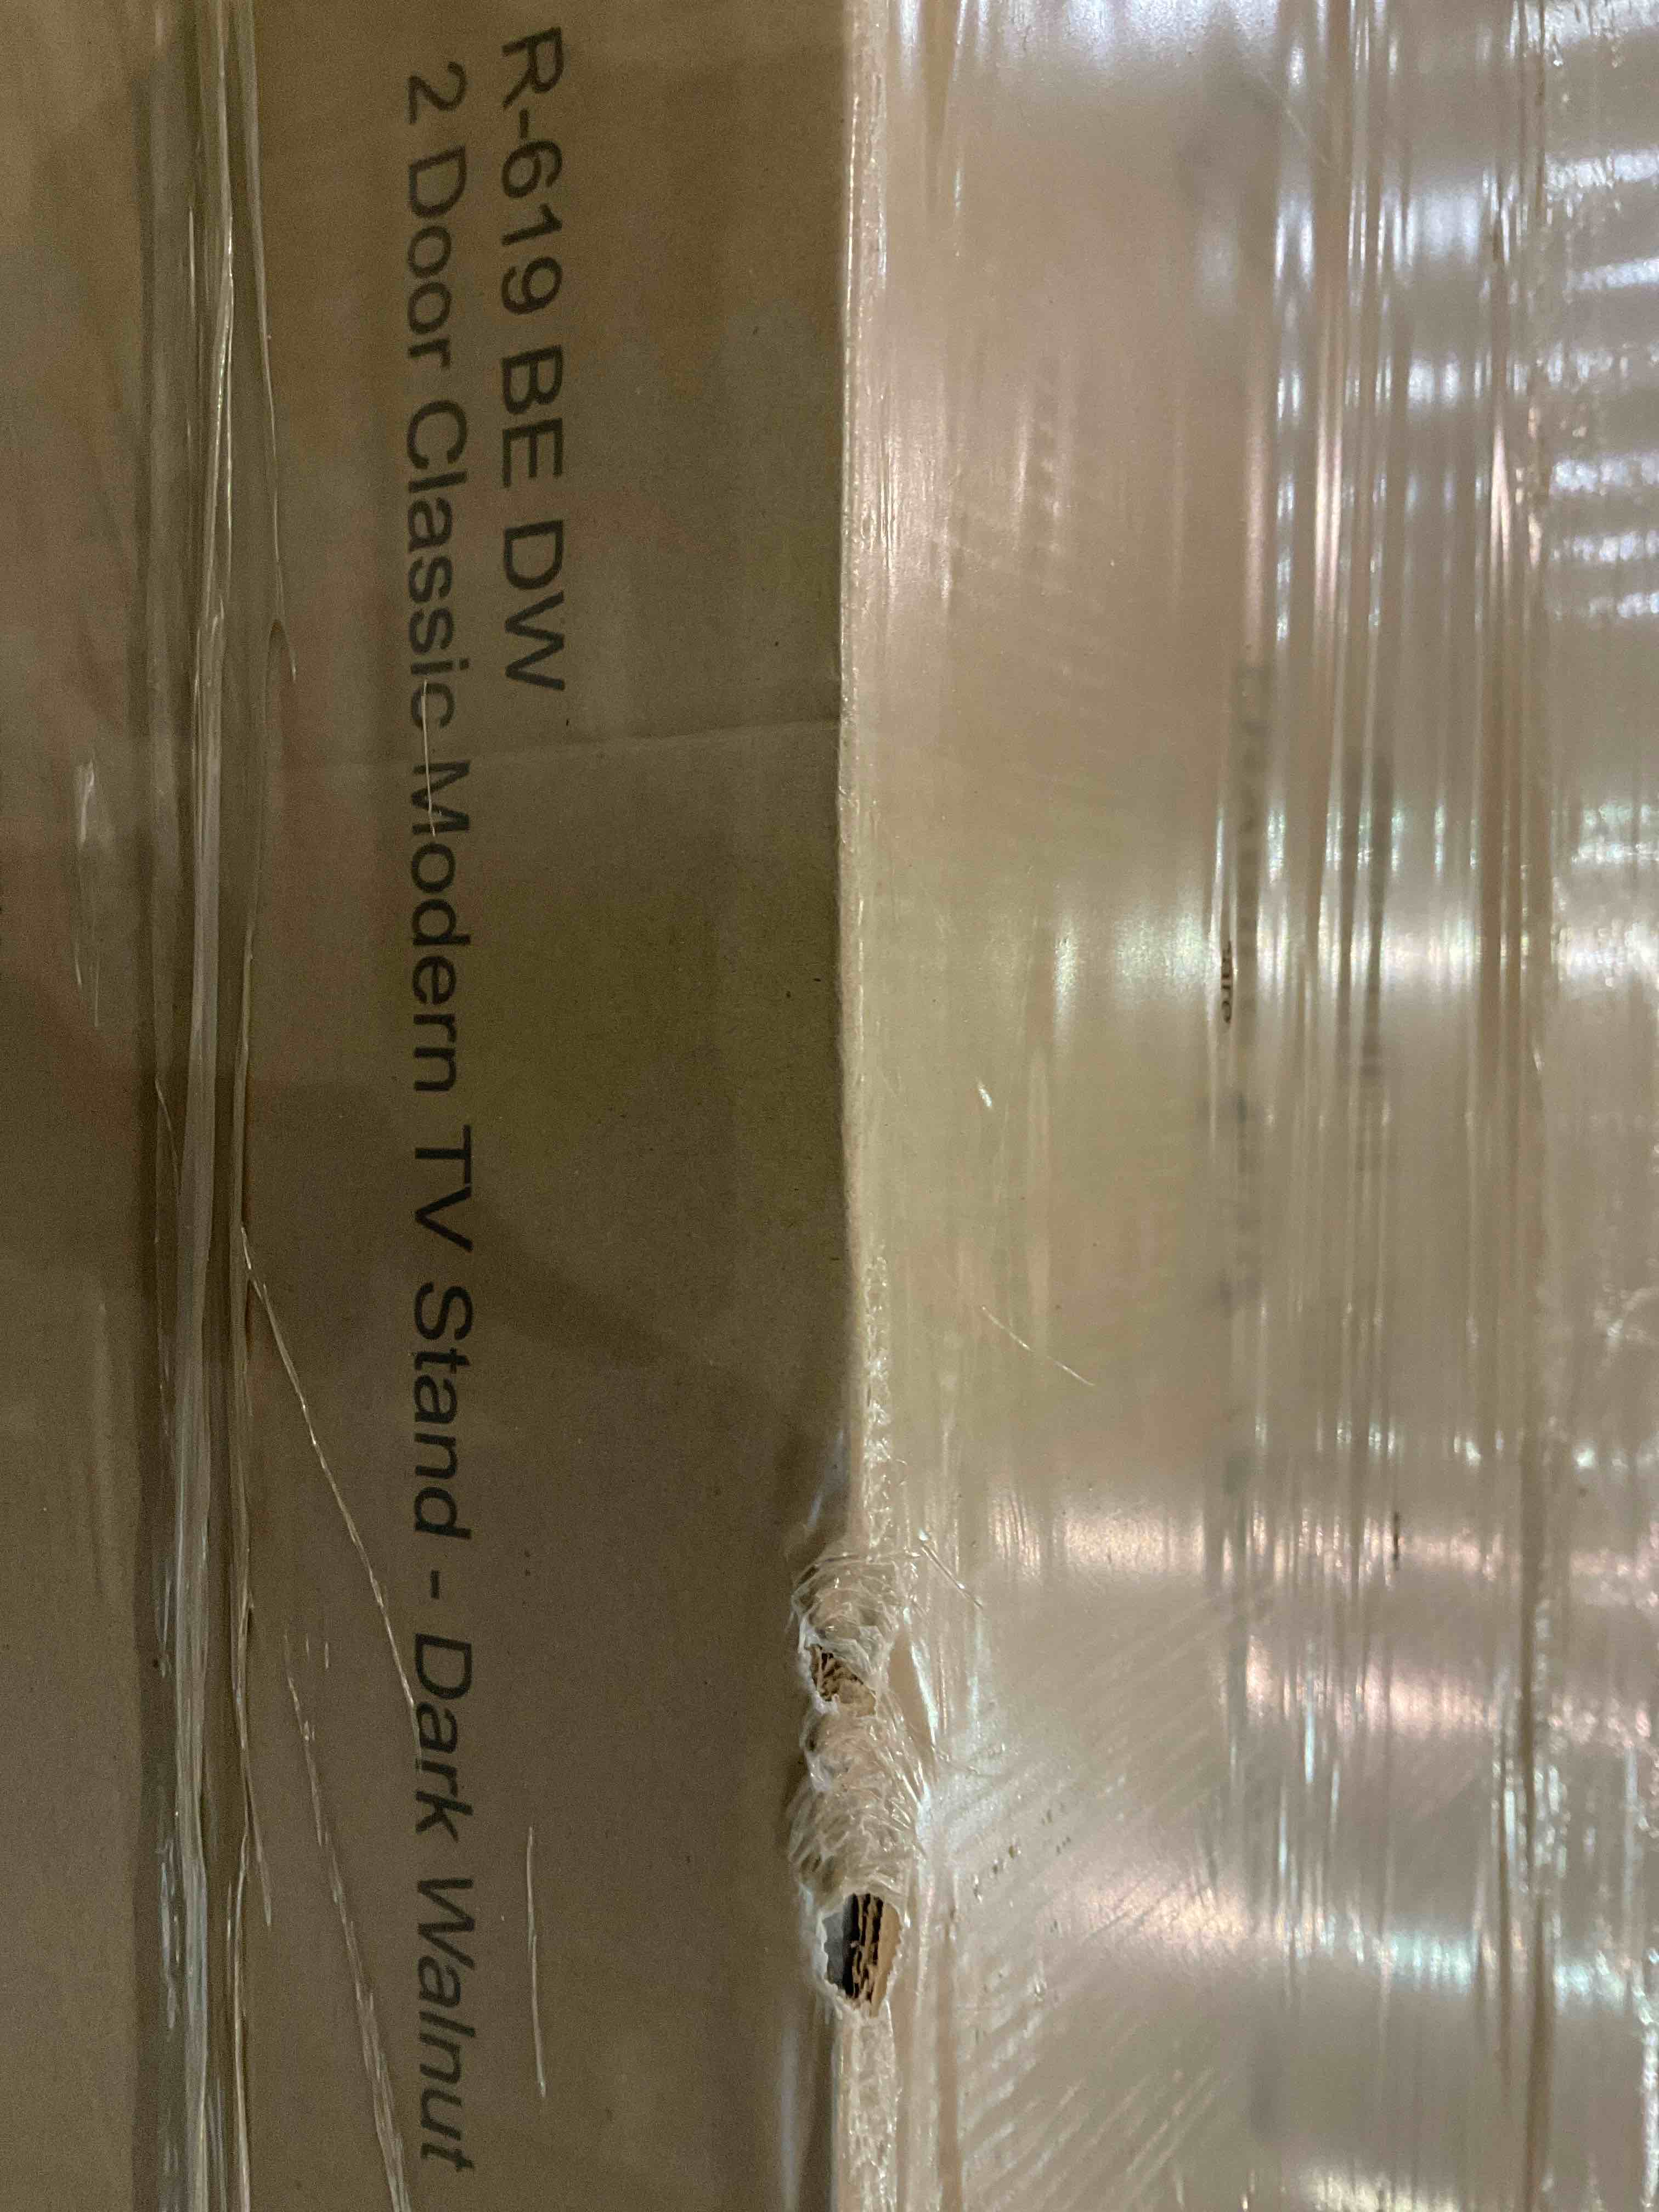 R-619 BE DW
2 Door Classic Modern TV Stand - Dark Walnut